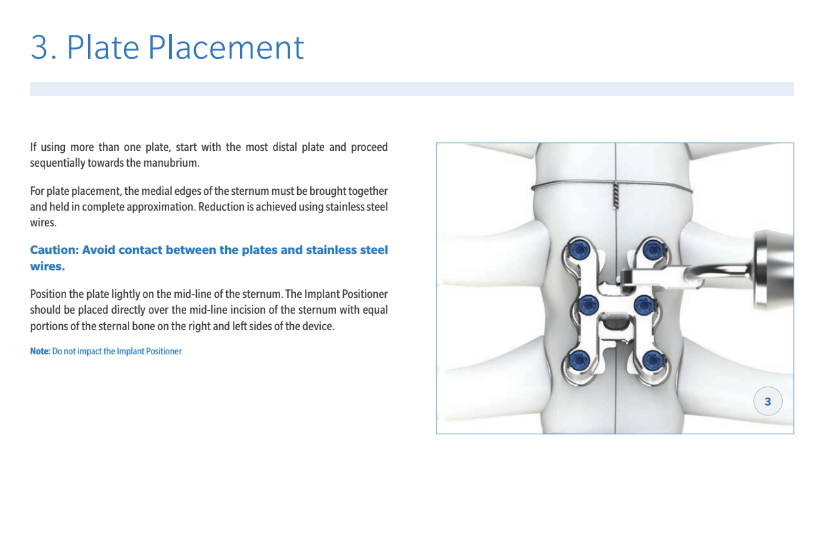 3. Plate Placement
If using more than one plate, start with the most distal plate and proceed
sequentially towards the manubrium.
For plate placement, the medial edges of the sternum must be brought together
and held in complete approximation. Reduction is achieved using stainless steel
wires.
Caution: Avoid contact between the plates and stainless steel
wires.
Position the plate lightly on the mid-line of the sternum. The Implant Positioner
should be placed directly over the mid-line incision of the sternum with equal
portions of the sternal bone on the right and left sides of the device.
Note: Do not impact the Implant Positioner.
3